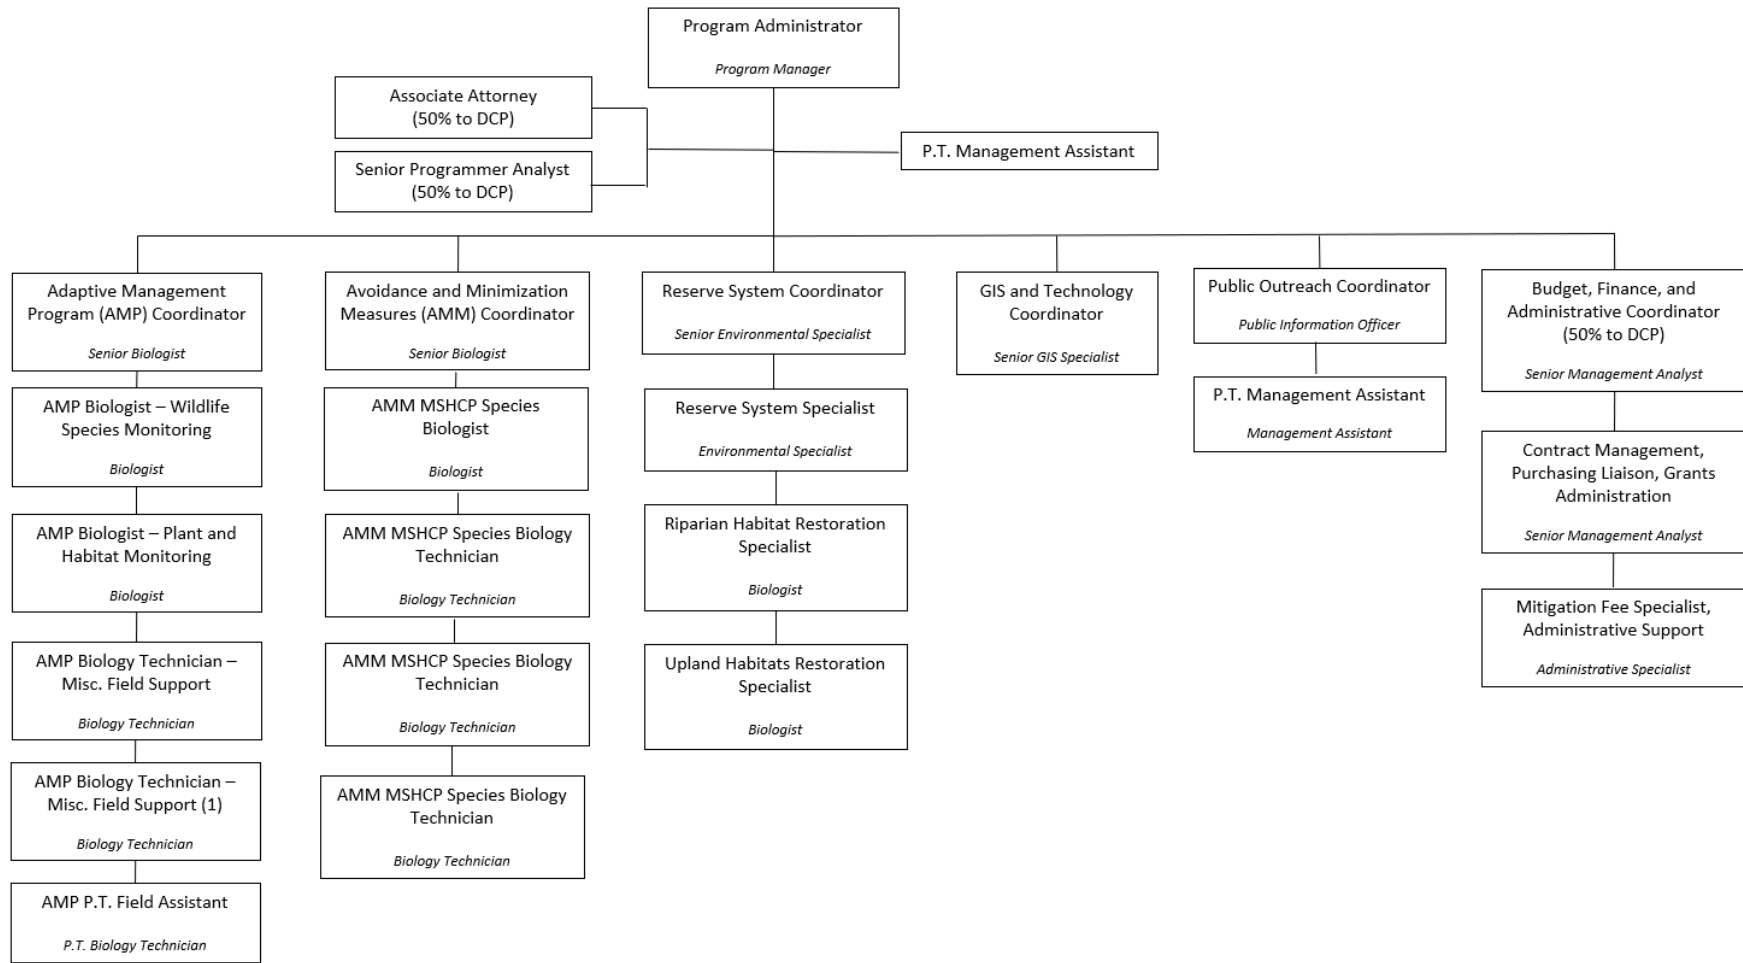 Program Administrator
Program Manager
Associate Attorney
(50% to DCP)
Senior Programmer Analyst
(50% to DCP)
P.T. Management Assistant
Adaptive Management
Program (AMP) Coordinator
Senior Biologist
AMP Biologist – Wildlife
Species Monitoring
Biologist
AMP Biologist – Plant and
Habitat Monitoring
Biologist
AMP Biology Technician –
Misc. Field Support
Biology Technician
AMP Biology Technician –
Misc. Field Support (1)
Biology Technician
AMP P.T. Field Assistant
P.T. Biology Technician
Avoidance and Minimization
Measures (AMM) Coordinator
Senior Biologist
AMM MSHCP Species
Biologist
Biologist
AMM MSHCP Species Biology
Technician
Biology Technician
AMM MSHCP Species Biology
Technician
Biology Technician
AMM MSHCP Species Biology
Technician
Biology Technician
Reserve System Coordinator
Senior Environmental Specialist
Reserve System Specialist
Environmental Specialist
Riparian Habitat Restoration
Specialist
Biologist
Upland Habitats Restoration
Specialist
Biologist
GIS and Technology
Coordinator
Senior GIS Specialist
Public Outreach Coordinator
Public Information Officer
P.T. Management Assistant
Management Assistant
Budget, Finance, and
Administrative Coordinator
(50% to DCP)
Senior Management Analyst
Contract Management,
Purchasing Liaison, Grants
Administration
Senior Management Analyst
Mitigation Fee Specialist,
Administrative Support
Administrative Specialist